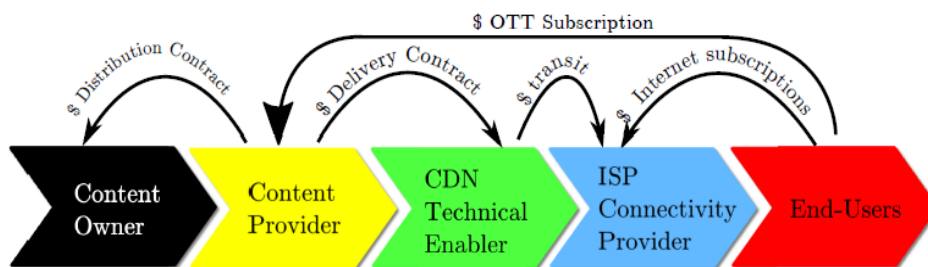 $ OTT Subscription
$ Distribution Contract
$ Delivery Contract
$ transit
$ Internet subscriptions
Content
Owner
Content
Provider
CDN
Technical
Enabler
ISP
Connectivity
Provider
End-Users